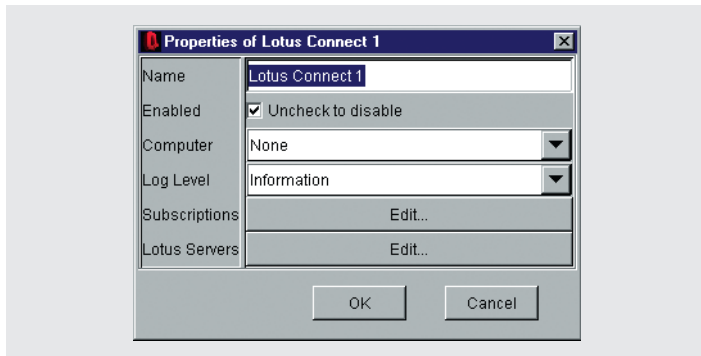 Properties of Lotus Connect 1
Name Lotus Connect 1
Enabled Uncheck to disable
Computer None
Log Level Information
Subscriptions Edit...
Lotus Servers Edit...
OK Cancel